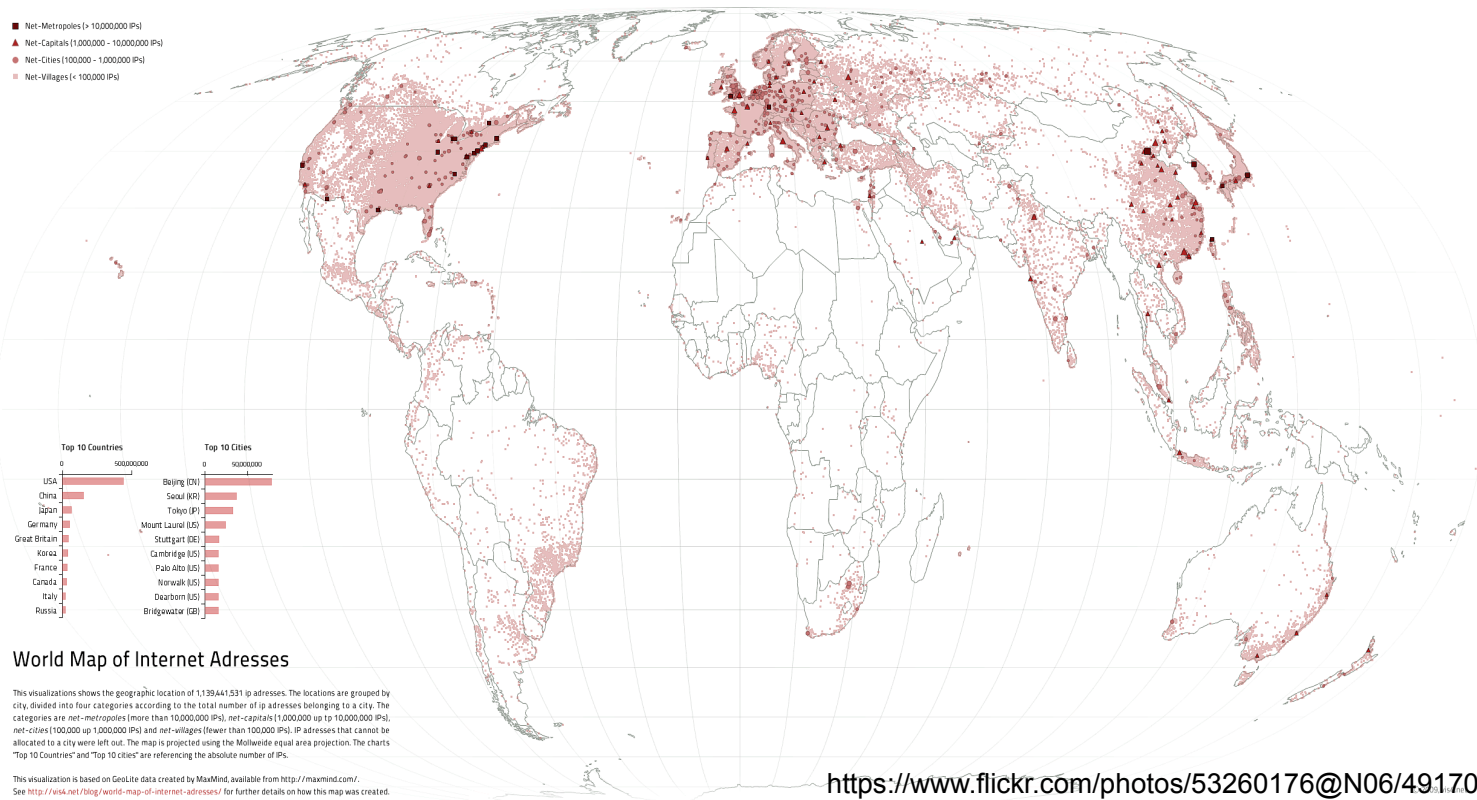 Net-Metropoles (> 10,000,000 IPs)
Net-Capitals (1,000,000 - 10,000,000 IPs)
Net-Cities (100,000 - 1,000,000 IPs)
Net-Villages (< 100,000 IPs)
Top 10 Countries
0 500,000,000
USA
China
Japan
Germany
Great Britain
Korea
France
Canada
Italy
Russia
Top 10 Cities
0 50,000,000
Beijing (CN)
Seoul (KR)
Tokyo (JP)
Mount Laurel (US)
Stuttgart (DE)
Cambridge (US)
Palo Alto (US)
Norwalk (US)
Dearborn (US)
Bridgewater (GB)
World Map of Internet Adresses
This visualizations shows the geographic location of 1,139,441,531 ip adresses. The locations are grouped by
city, divided into four categories according to the total number of ip adresses belonging to a city. The
categories are net-metropoles (more than 10,000,000 IPs), net-capitals (1,000,000 up tp 10,000,000 IPs),
net-cities (100,000 up 1,000,000 IPs) and net-villages (fewer than 100,000 IPs). IP adresses that cannot be
allocated to a city were left out. The map is projected using the Mollweide equal area projection. The charts
"Top 10 Countries" and "Top 10 cities" are referencing the absolute number of IPs.
This visualization is based on GeoLite data created by MaxMind, available from http://maxmind.com/.
See http://vis4.net/blog/world-map-of-internet-adresses/ for further details on how this map was created.
https://www.flickr.com/photos/53260176@N06/49170